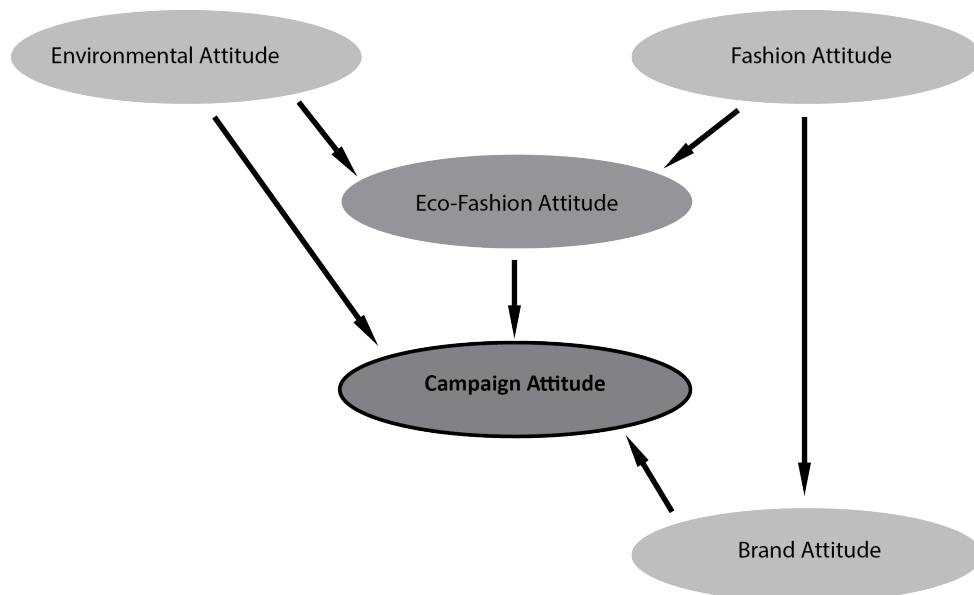 Environmental Attitude
Fashion Attitude
Eco-Fashion Attitude
Campaign Attitude
Brand Attitude